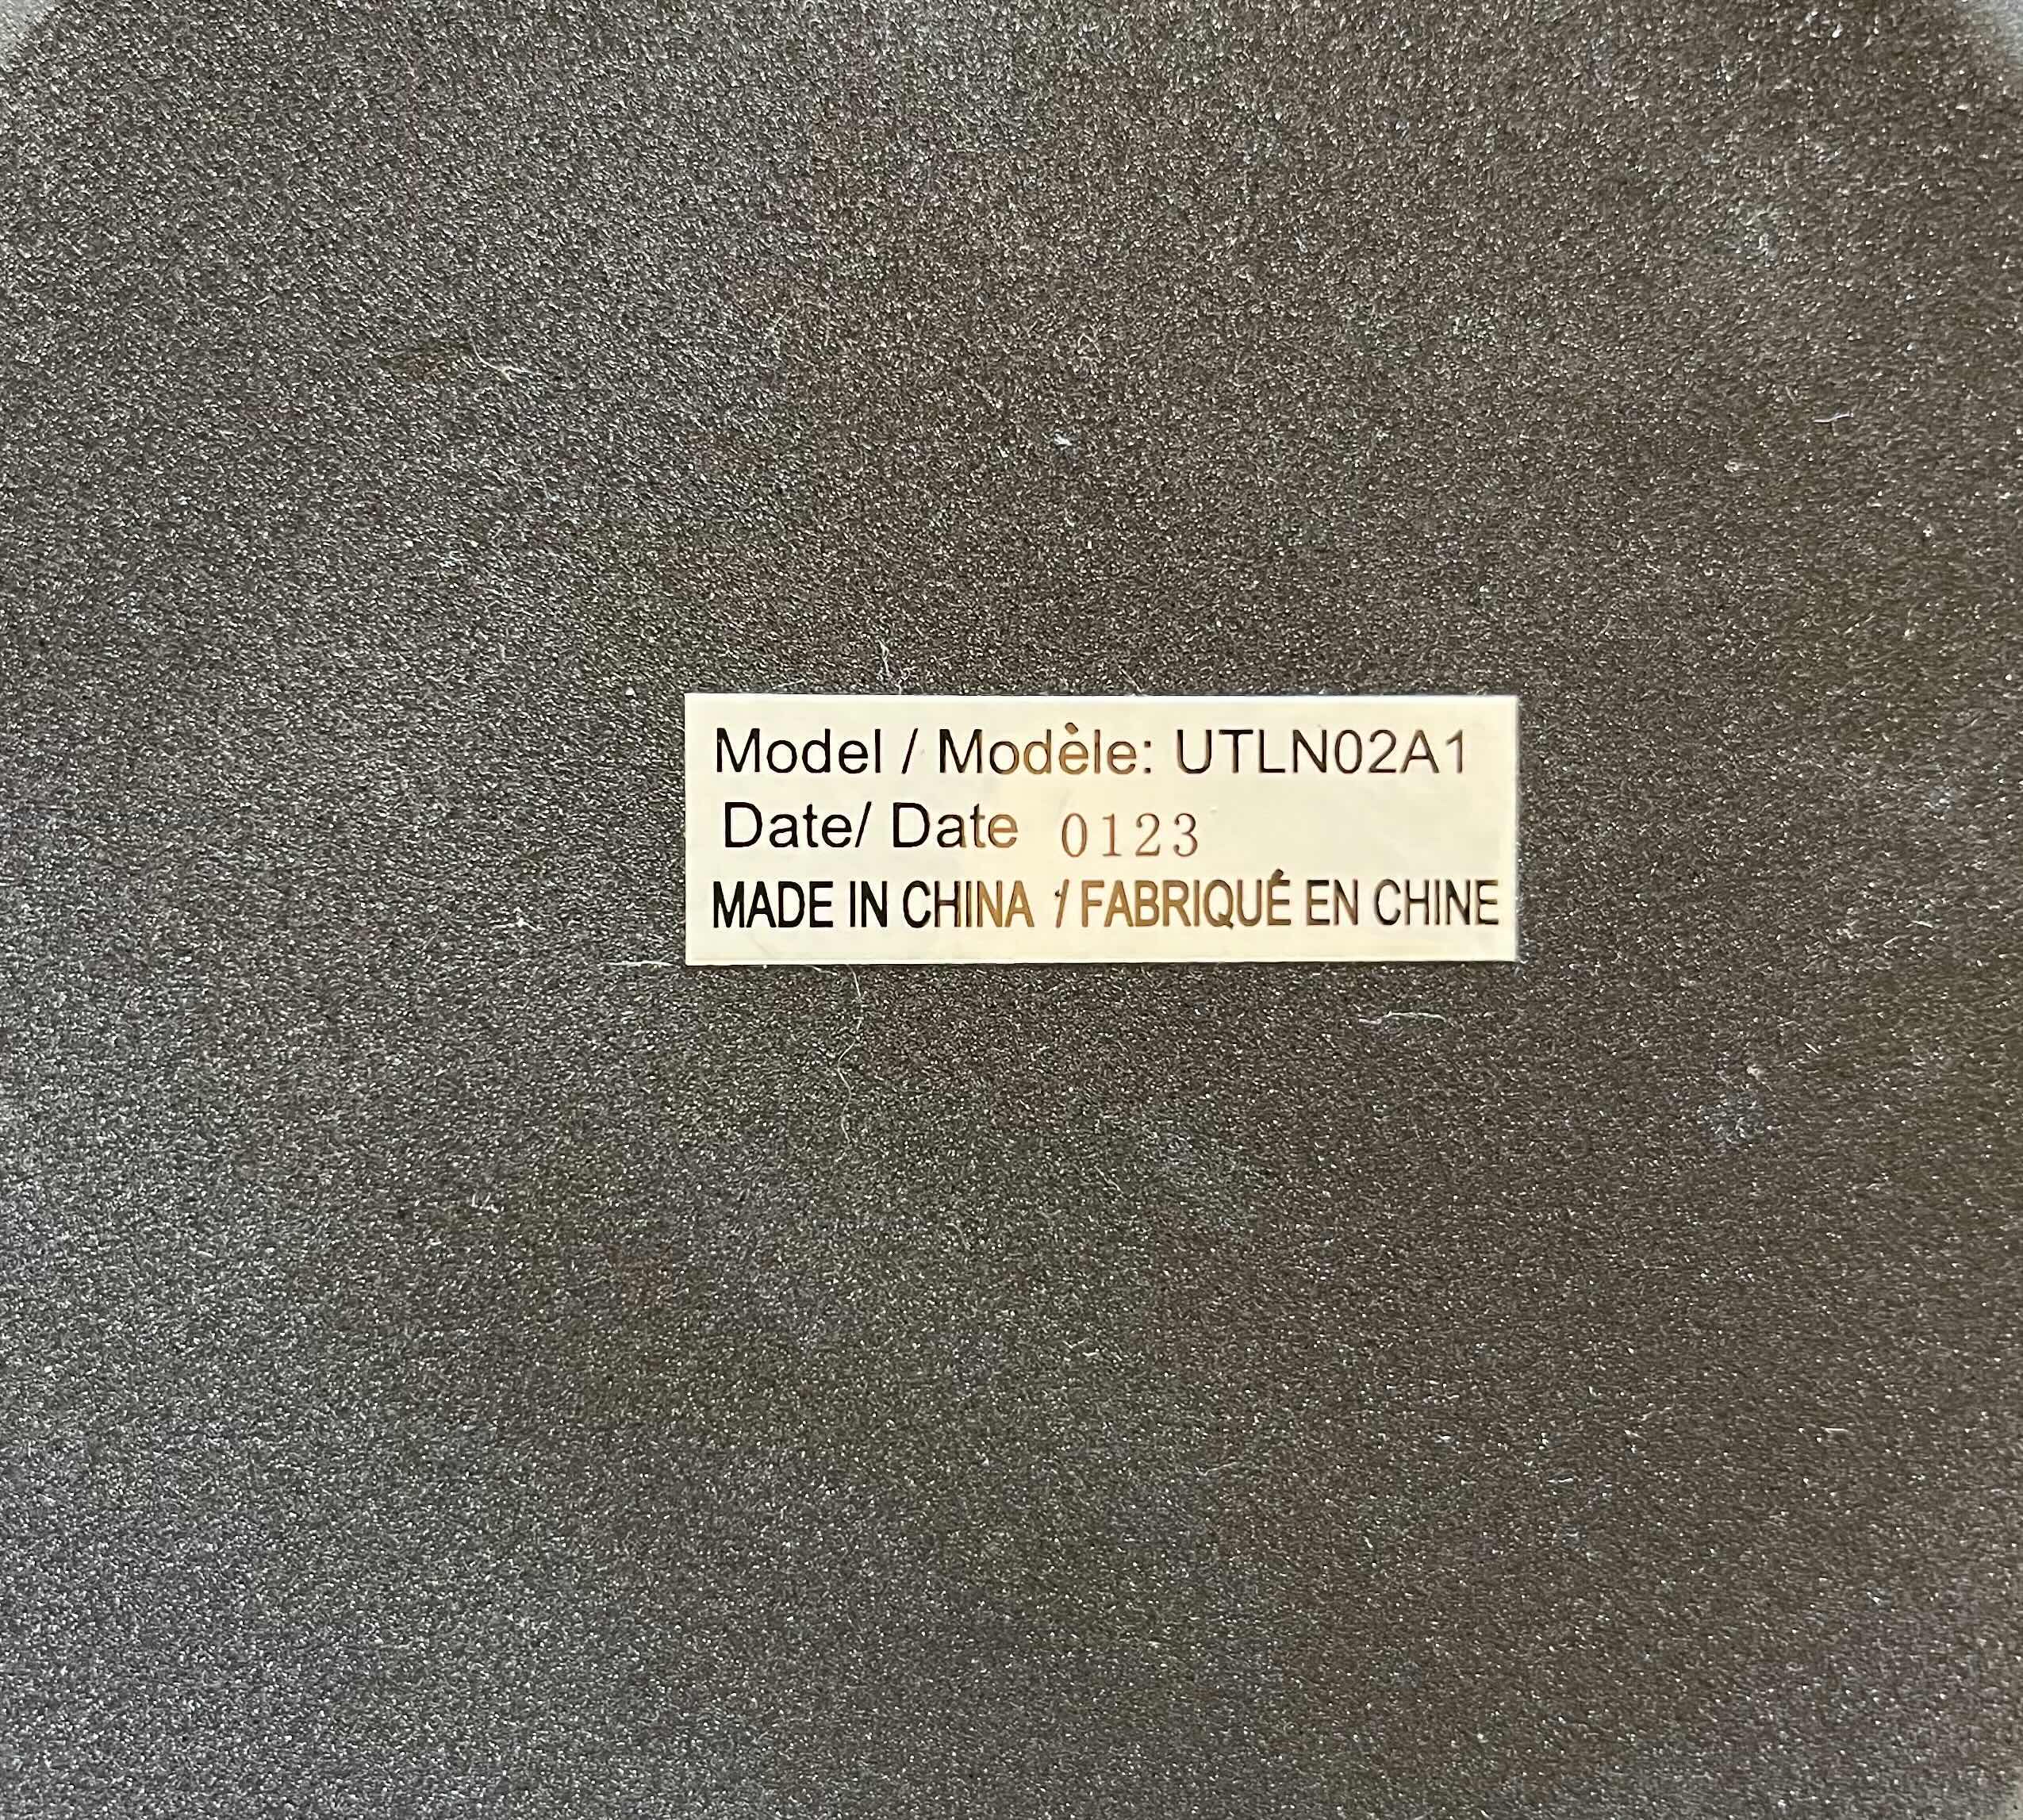 Model / Modèle: UTLN02A1
Date/ Date 0123
MADE IN CHINA / FABRIQUÉ EN CHINE